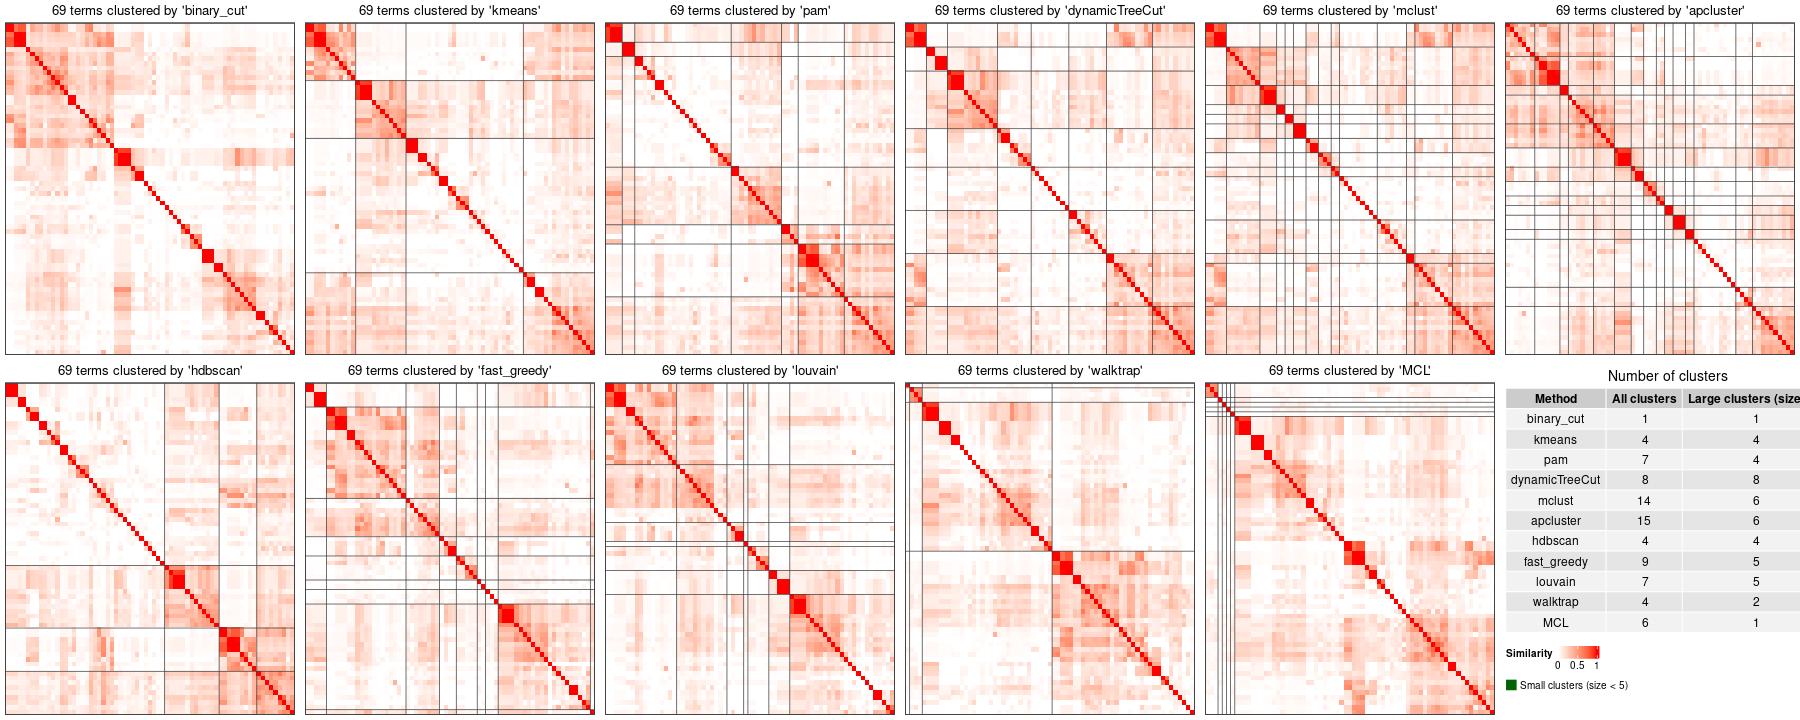 69 terms clustered by 'binary_cut'
69 terms clustered by 'kmeans'
69 terms clustered by 'pam'
69 terms clustered by 'dynamicTreeCut'
69 terms clustered by 'mclust'
69 terms clustered by 'apcluster'
69 terms clustered by 'hdbscan'
69 terms clustered by 'fast_greedy'
69 terms clustered by 'louvain'
69 terms clustered by 'walktrap'
69 terms clustered by 'MCL'
Number of clusters
Method All clusters Large clusters (size
binary_cut 1 1
kmeans 4 4
pam 7 4
dynamicTreeCut 8 8
mclust 14 6
apcluster 15 6
hdbscan 4 4
fast_greedy 9 5
louvain 7 5
walktrap 4 2
MCL 6 1
Similarity
0 0.5 1
Small clusters (size < 5)